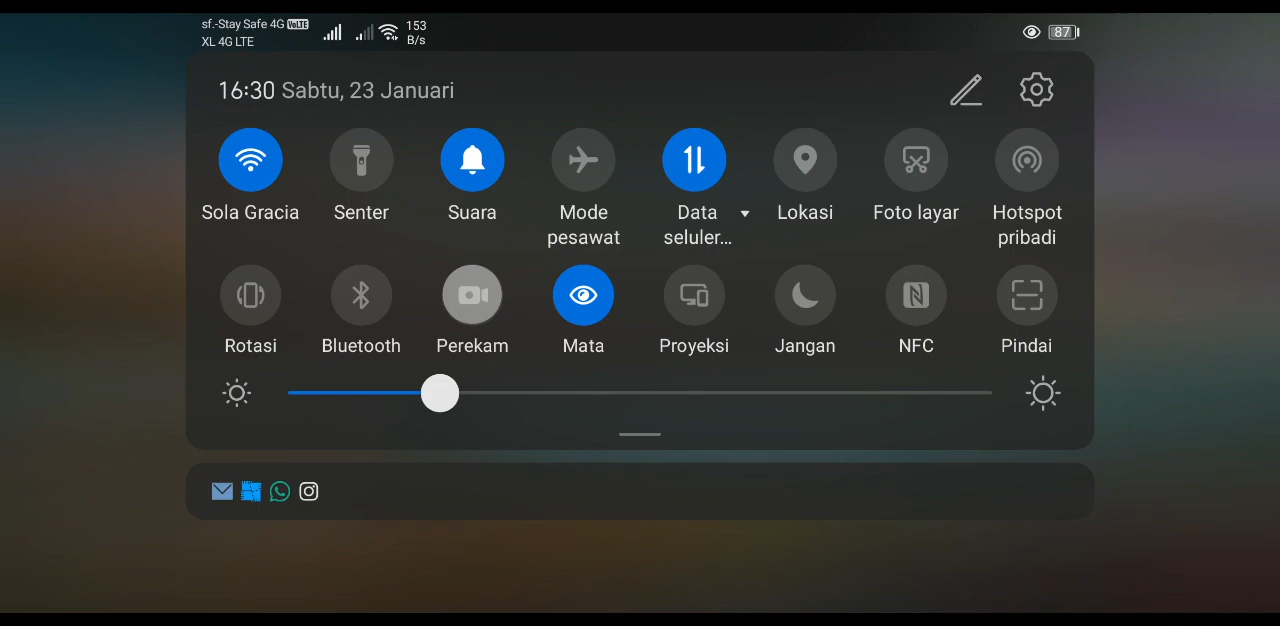 sf.-Stay Safe 4G VoLTE
XL 4G LTE
153
B/s
87
16:30 Sabtu, 23 Januari
Sola Gracia
Senter
Suara
Mode
pesawat
Data
seluler...
Lokasi
Foto layar
Hotspot
pribadi
Rotasi
Bluetooth
Perekam
Mata
Proyeksi
Jangan
NFC
Pindai